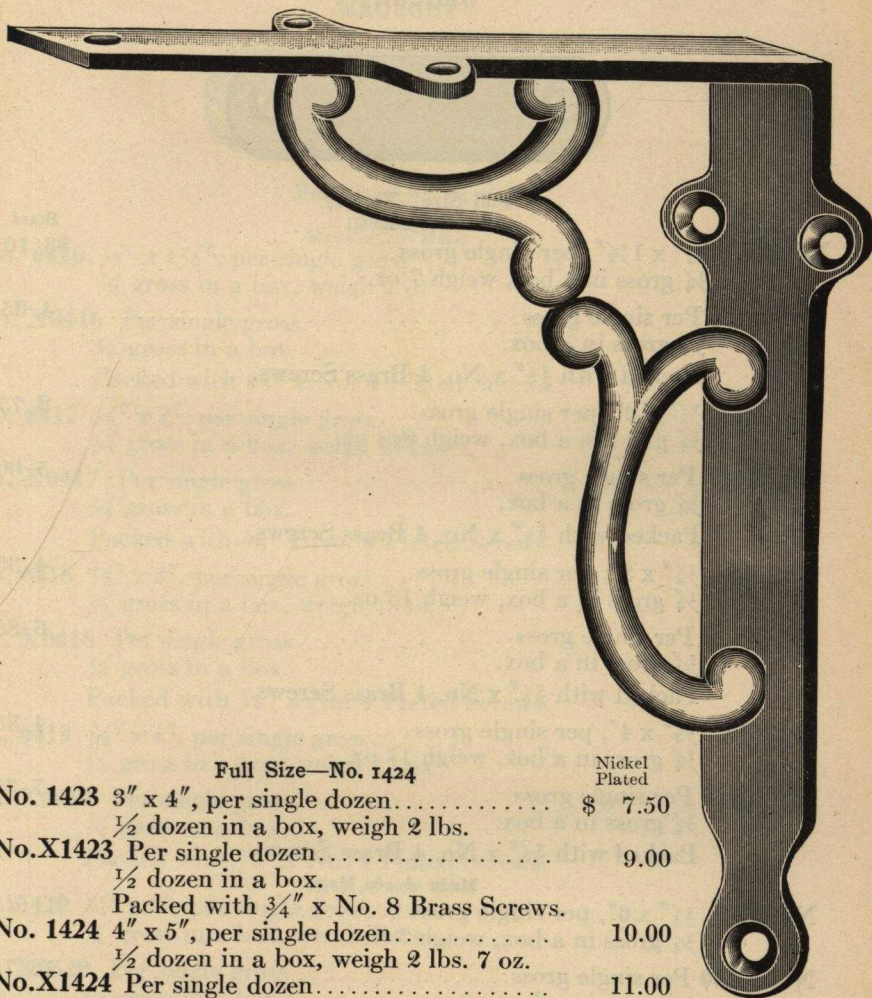 Full Size—No. 1424
Nickel
Plated
No. 1423 3" x 4", per single dozen.................. $ 7.50
½ dozen in a box, weigh 2 lbs.
No.X1423 Per single dozen........................ 9.00
½ dozen in a box.
Packed with ¾" x No. 8 Brass Screws.
No. 1424 4" x 5", per single dozen.................. 10.00
½ dozen in a box, weigh 2 lbs. 7 oz.
No.X1424 Per single dozen........................ 11.00